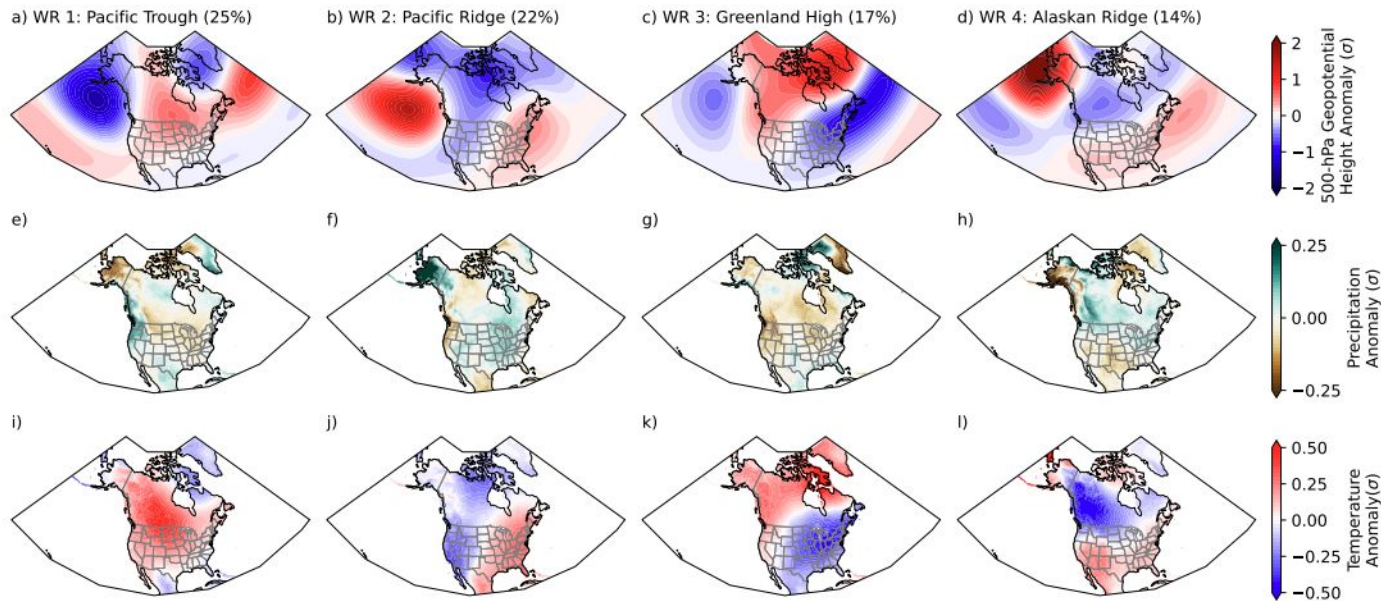 a) WR 1: Pacific Trough (25%)
b) WR 2: Pacific Ridge (22%)
c) WR 3: Greenland High (17%)
d) WR 4: Alaskan Ridge (14%)
2
1
0
−1
−2
500-hPa Geopotential
Height Anomaly (σ)
e)
f)
g)
h)
0.25
0.00
−0.25
Precipitation
Anomaly (σ)
i)
j)
k)
l)
0.50
0.25
0.00
−0.25
−0.50
Temperature
Anomaly(σ)